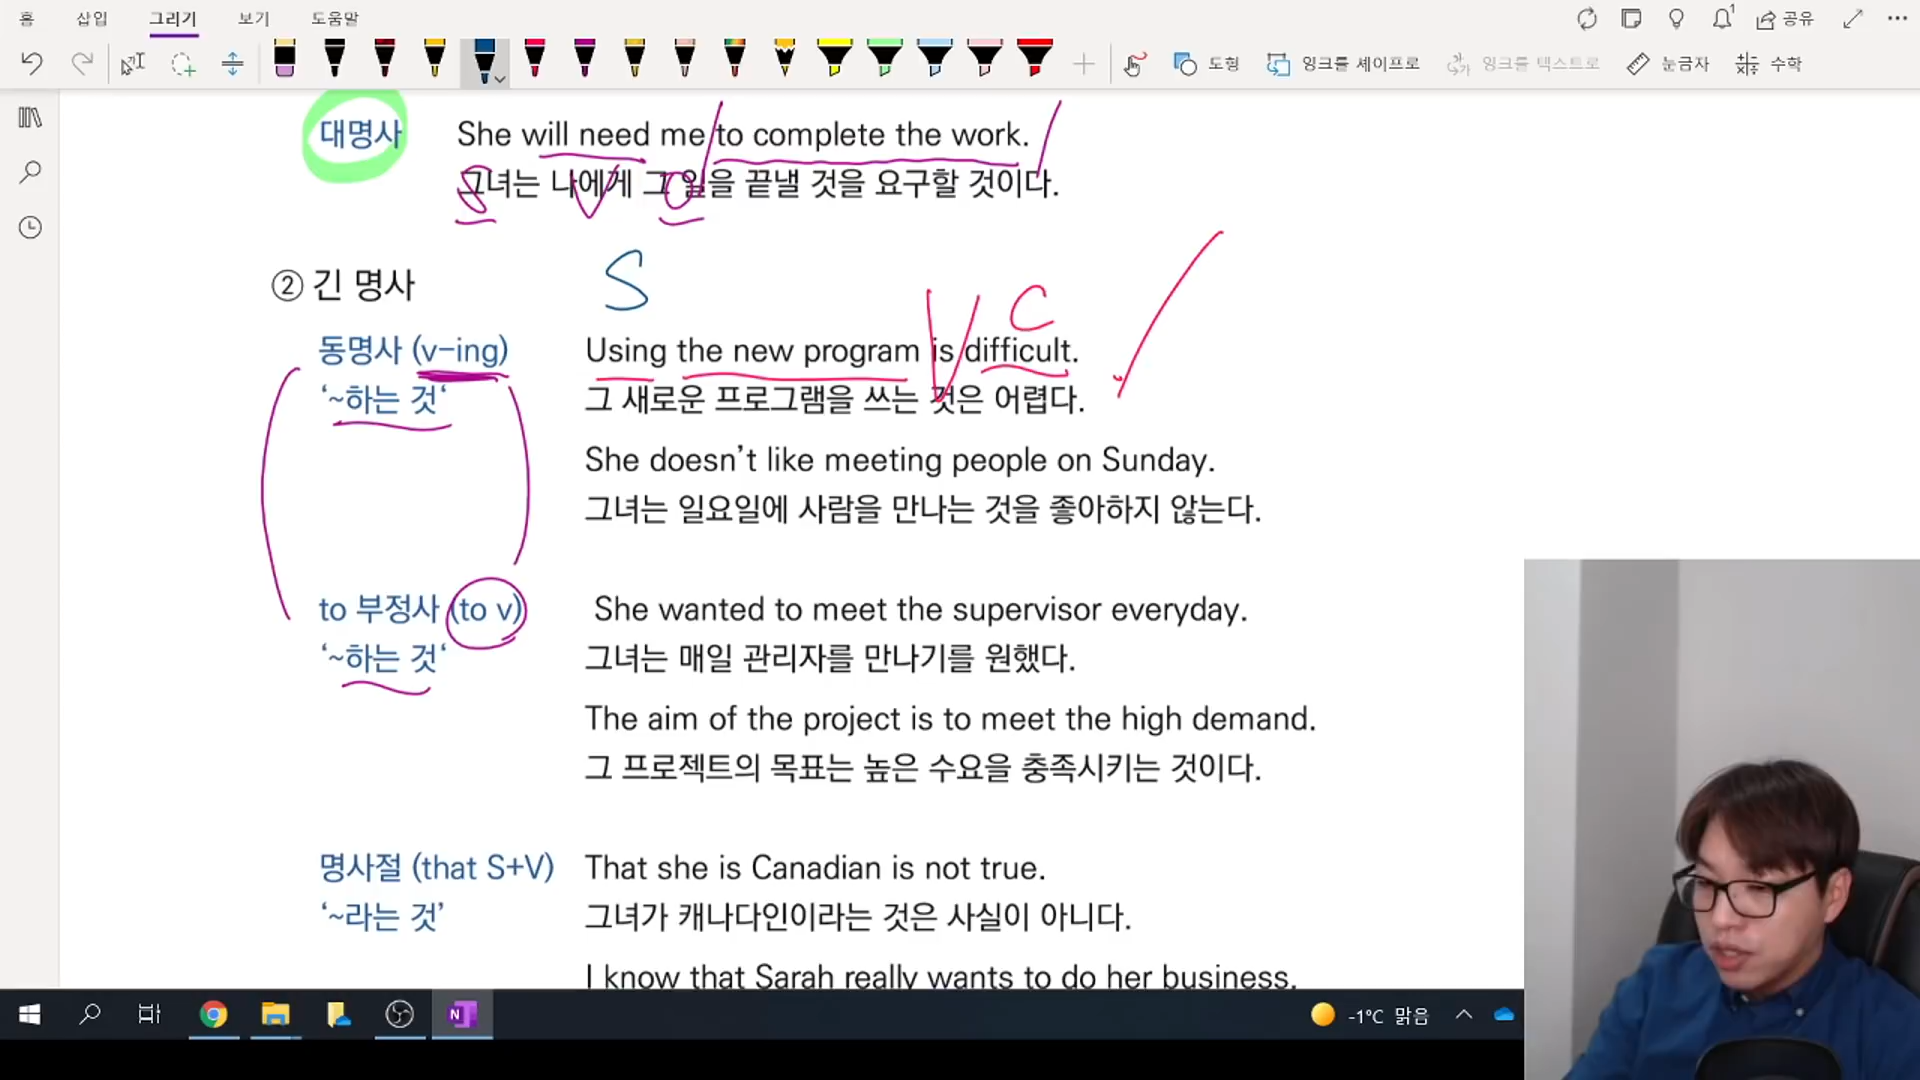 홈 삽입 그리기 보기 도움말 1 공유
도형 잉크를 셰이프로 잉크를 텍스트로 눈금자 수학
대명사 She will need me to complete the work.
그녀는 나에게 그 일을 끝낼 것을 요구할 것이다.
S V O
② 긴 명사
S V C
동명사 (v-ing) Using the new program is difficult.
‘~하는 것‘ 그 새로운 프로그램을 쓰는 것은 어렵다.
She doesn’t like meeting people on Sunday.
그녀는 일요일에 사람을 만나는 것을 좋아하지 않는다.
to 부정사 (to v) She wanted to meet the supervisor everyday.
‘~하는 것‘ 그녀는 매일 관리자를 만나기를 원했다.
The aim of the project is to meet the high demand.
그 프로젝트의 목표는 높은 수요을 충족시키는 것이다.
명사절 (that S+V) That she is Canadian is not true.
‘~라는 것’ 그녀가 캐나다인이라는 것은 사실이 아니다.
I know that Sarah really wants to do her business.
N -1°C 맑음